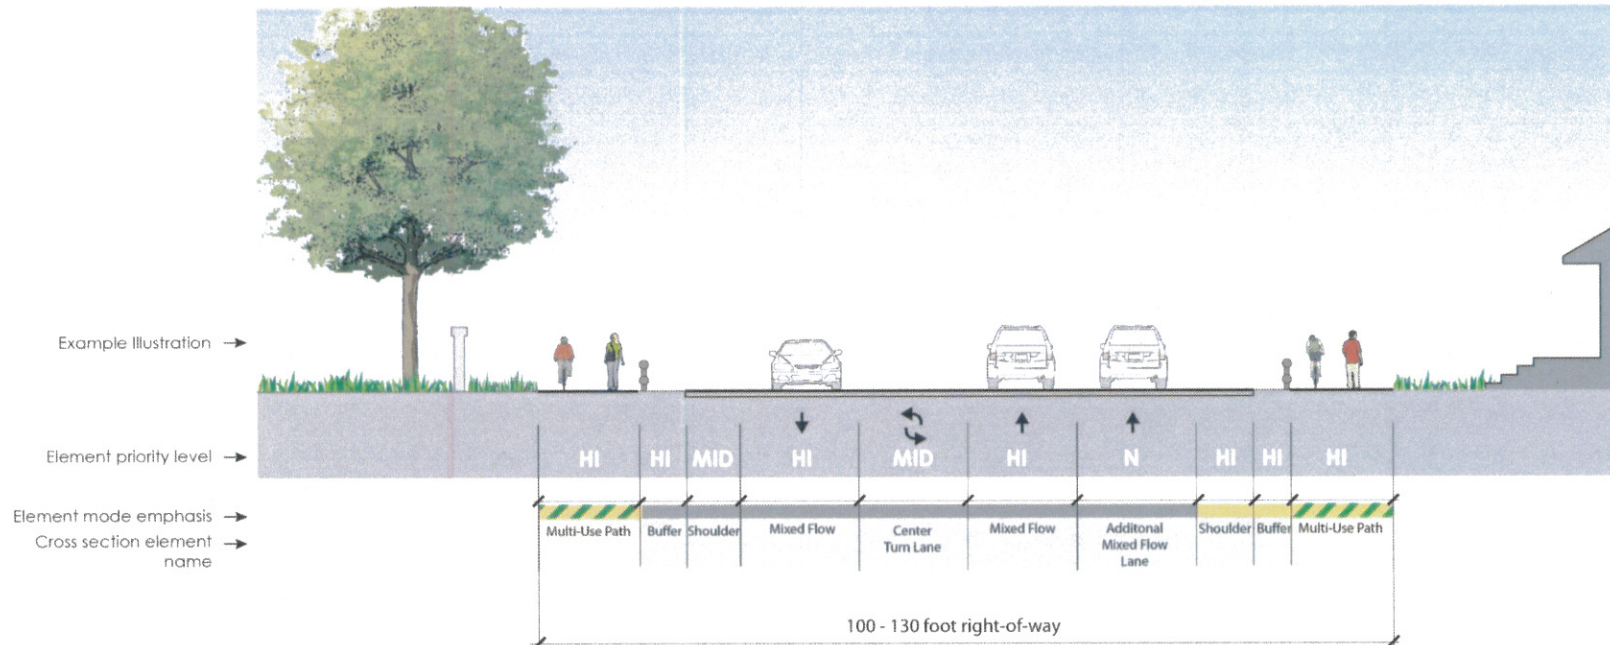 Example Illustration
Element priority level
HI HI MID HI MID HI N HI HI HI
Element mode emphasis
Cross section element
name
Multi-Use Path Buffer Shoulder Mixed Flow Center Turn Lane Mixed Flow Additonal Mixed Flow Lane Shoulder Buffer Multi-Use Path
100 - 130 foot right-of-way